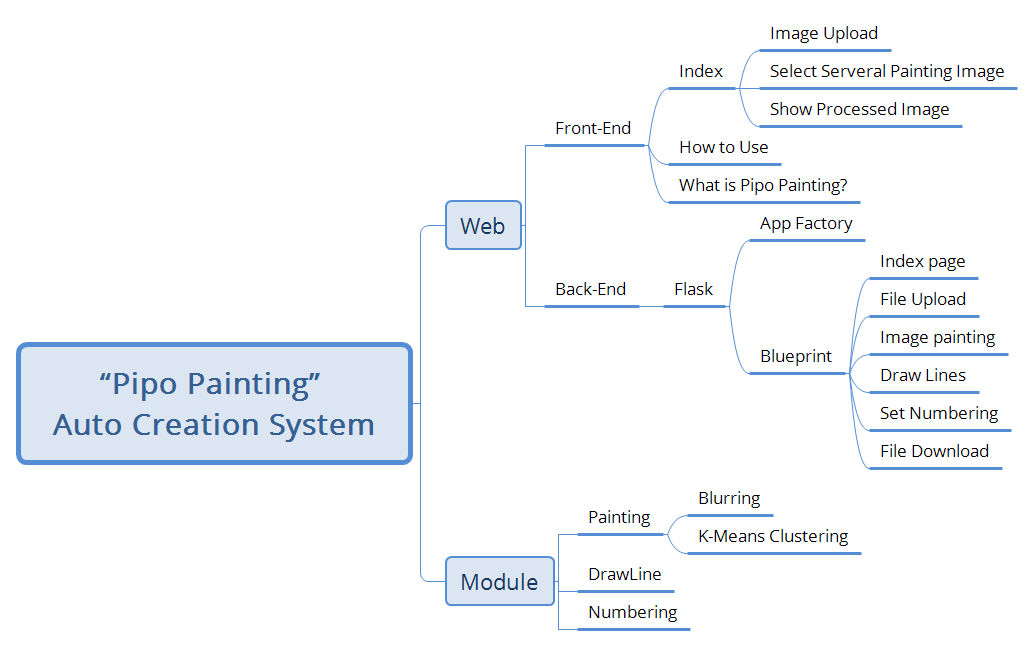 “Pipo Painting”
Auto Creation System
Web
Front-End
Index
Image Upload
Select Serveral Painting Image
Show Processed Image
How to Use
What is Pipo Painting?
Back-End
Flask
App Factory
Blueprint
Index page
File Upload
Image painting
Draw Lines
Set Numbering
File Download
Module
Painting
Blurring
K-Means Clustering
DrawLine
Numbering